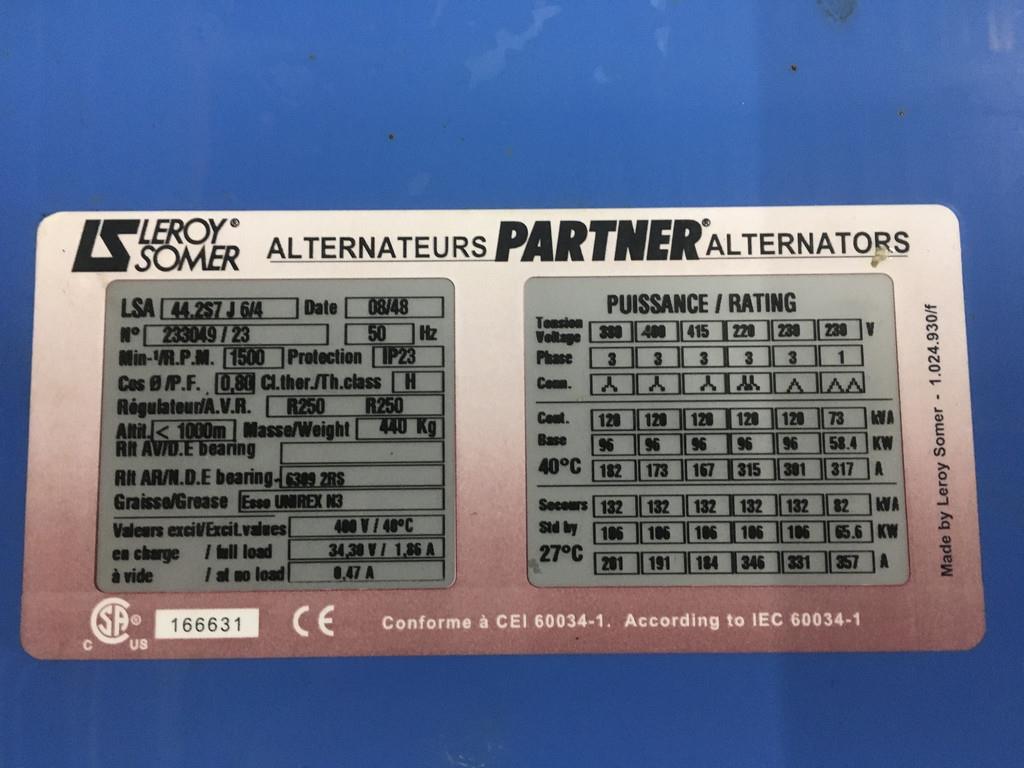 LS LEROY® SOMER ALTERNATEURS PARTNER® ALTERNATORS
LSA 44.2S7 J 6/4 Date 08/48
N° 233049 / 23 50 Hz
Min-¹/R.P.M. 1500 Protection IP23
Cos Ø /P.F. 0,80 Cl.ther./Th.class H
Régulateur/A.V.R. R250 R250
Altit. < 1000m Masse/Weight 440 Kg
Rlt AV/D.E bearing
Rlt AR/N.D.E bearing 6309 2RS
Graisse/Grease Esso UNIREX N3
Valeurs excit/Excit.values 400 V / 40°C
en charge / full load 34,30 V / 1,86 A
à vide / at no load 0,47 A
PUISSANCE / RATING
Tension Voltage 380 400 415 220 230 230 V
Phase 3 3 3 3 3 1
Conn.
Cont. 120 120 120 120 120 73 kVA
Base 96 96 96 96 96 58.4 KW
40°C 182 173 167 315 301 317 A
Secours 132 132 132 132 132 82 kVA
Std by 106 106 106 106 106 65.6 KW
27°C 201 191 184 346 331 357 A
Made by Leroy Somer - 1.024.930/f
C SA® US 166631 CE Conforme à CEI 60034-1. According to IEC 60034-1